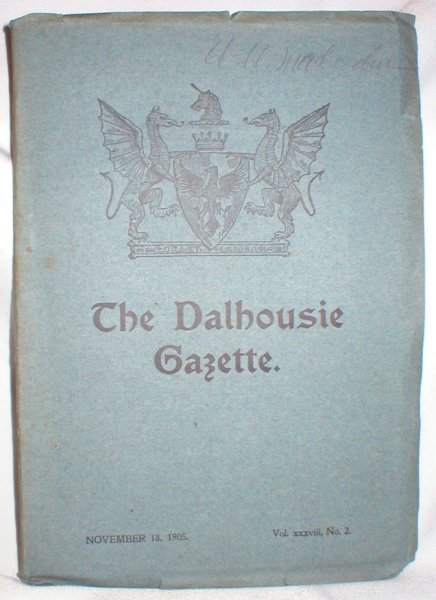 The Dalhousie
Gazette.
NOVEMBER 18, 1905.
Vol. xxxviii, No. 2.